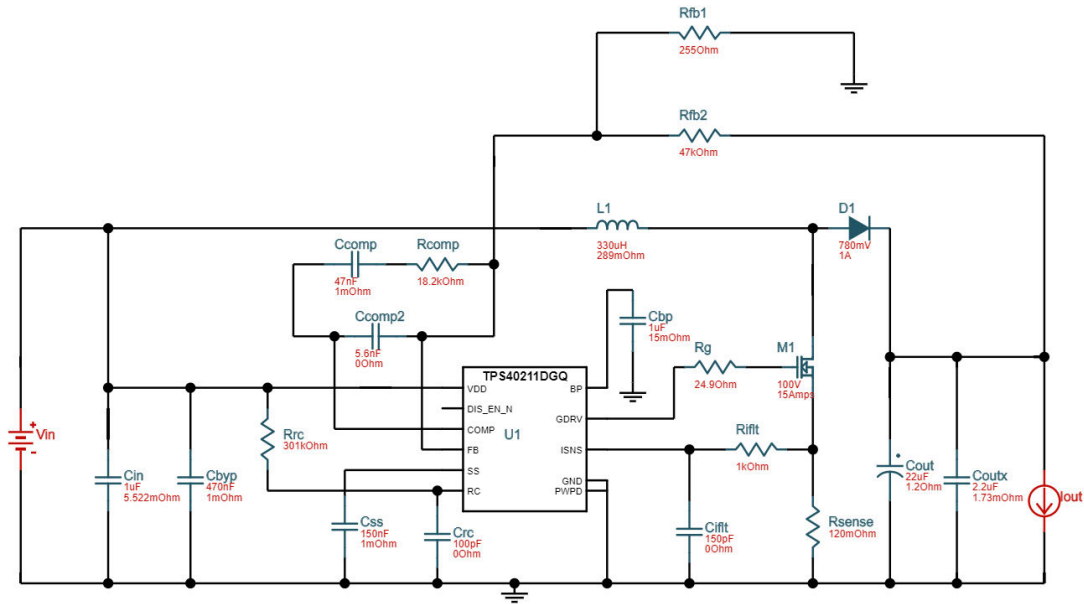 Rfb1
255Ohm
Rfb2
47kOhm
L1
330uH
289mOhm
D1
780mV
1A
Ccomp
47nF
1mOhm
Rcomp
18.2kOhm
Ccomp2
5.6nF
0Ohm
Cbp
1uF
15mOhm
Rg
24.9Ohm
M1
100V
15Amps
TPS40211DGQ
VDD
DIS_EN_N
COMP
FB
SS
RC
U1
BP
GDRV
ISNS
GND
PWPD
Vin
Rrc
301kOhm
Riflt
1kOhm
Cin
1uF
5.522mOhm
Cbyp
470nF
1mOhm
Css
150nF
1mOhm
Crc
100pF
0Ohm
Ciflt
150pF
0Ohm
Rsense
120mOhm
Cout
22uF
1.2Ohm
Coutx
2.2uF
1.73mOhm
Iout